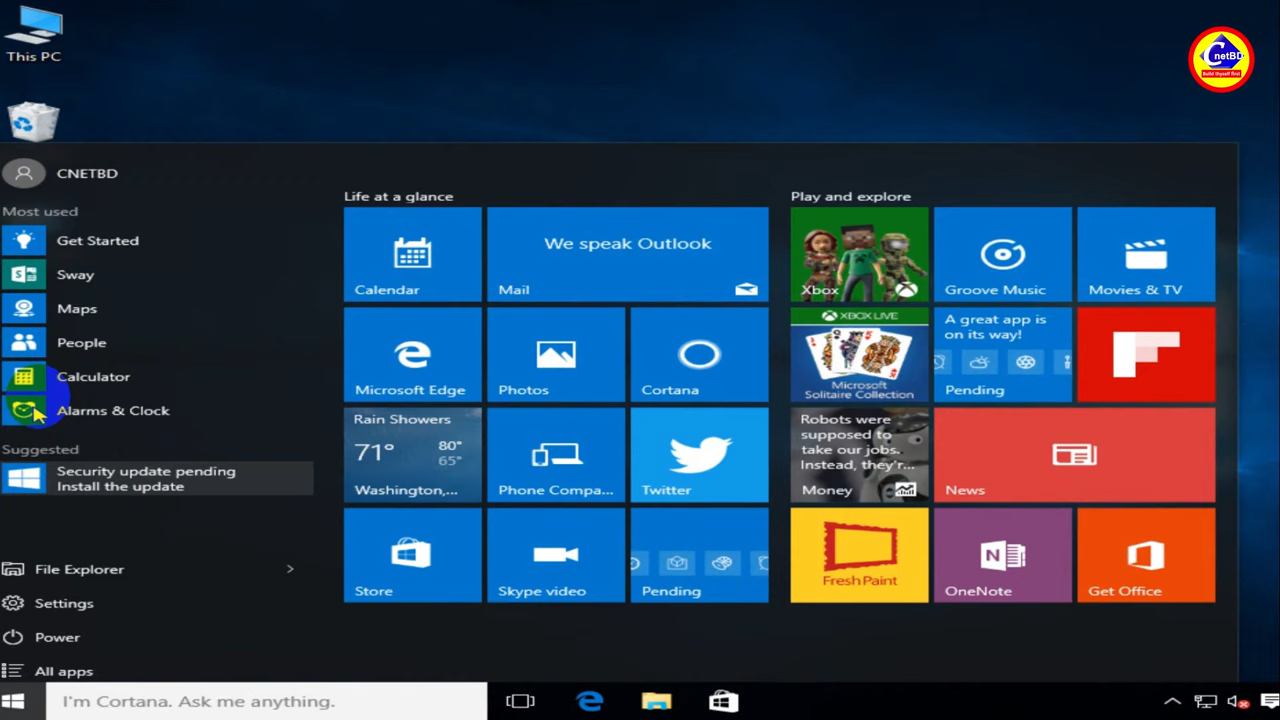 This PC
CnetBD
Build thyself first
CNETBD
Most used
Get Started
Sway
Maps
People
Calculator
Alarms & Clock
Suggested
Security update pending
Install the update
File Explorer
Settings
Power
All apps
Life at a glance
Calendar
We speak Outlook
Mail
Microsoft Edge
Photos
Cortana
Rain Showers
71° 80°
65°
Washington,...
Phone Compa...
Twitter
Store
Skype video
Pending
Play and explore
Xbox
Groove Music
Movies & TV
XBOX LIVE
Microsoft
Solitaire Collection
A great app is
on its way!
Pending
Robots were
supposed to
take our jobs.
Instead, they'r...
Money
News
Fresh Paint
OneNote
Get Office
I'm Cortana. Ask me anything.